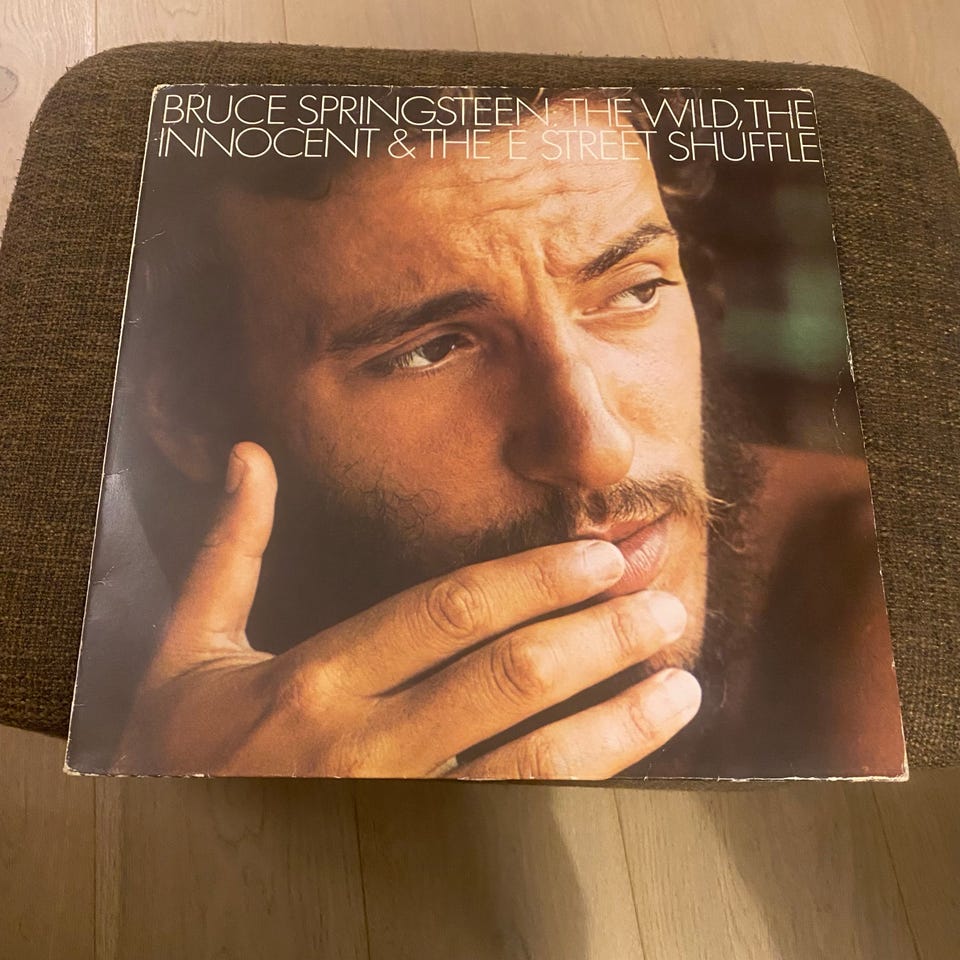 BRUCE SPRINGSTEEN: THE WILD, THE
INNOCENT & THE E STREET SHUFFLE